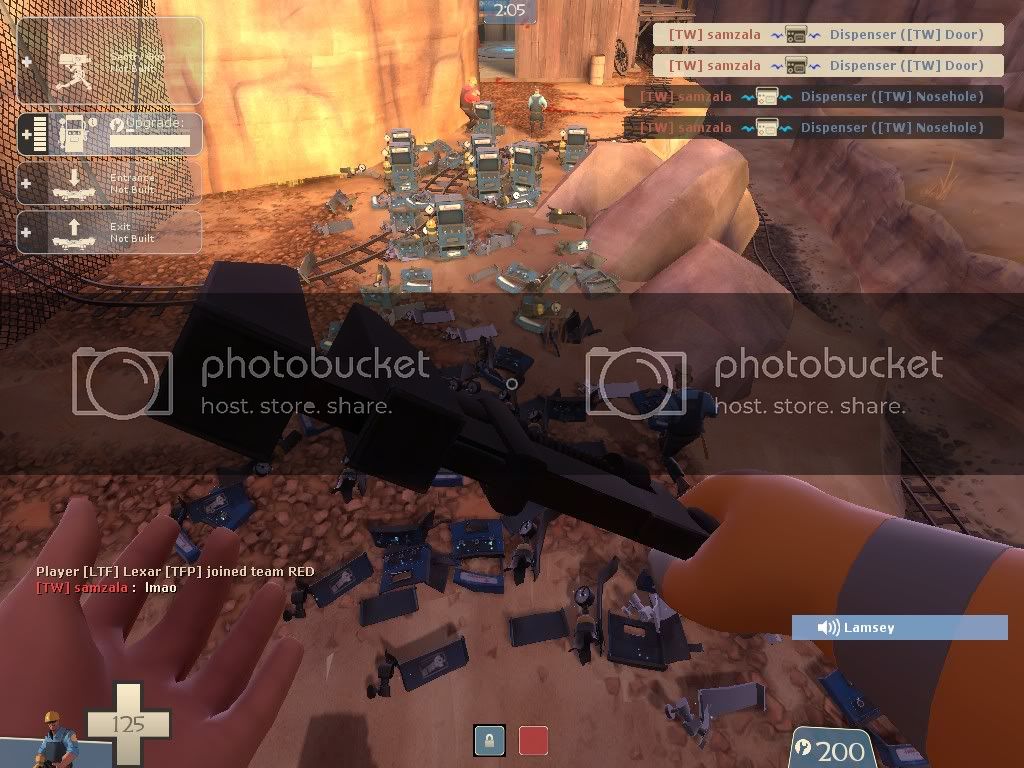 2:05
[TW] samzala Dispenser ([TW] Door)
[TW] samzala Dispenser ([TW] Door)
[TW] samzala Dispenser ([TW] Nosehole)
[TW] samzala Dispenser ([TW] Nosehole)
Upgrade:
Entrance
Not Built
Exit
Not Built
photobucket
host. store. share.
photobucket
host. store. share.
Player [LTF] Lexar [TFP] joined team RED
[TW] samzala : lmao
Lamsey
125
200